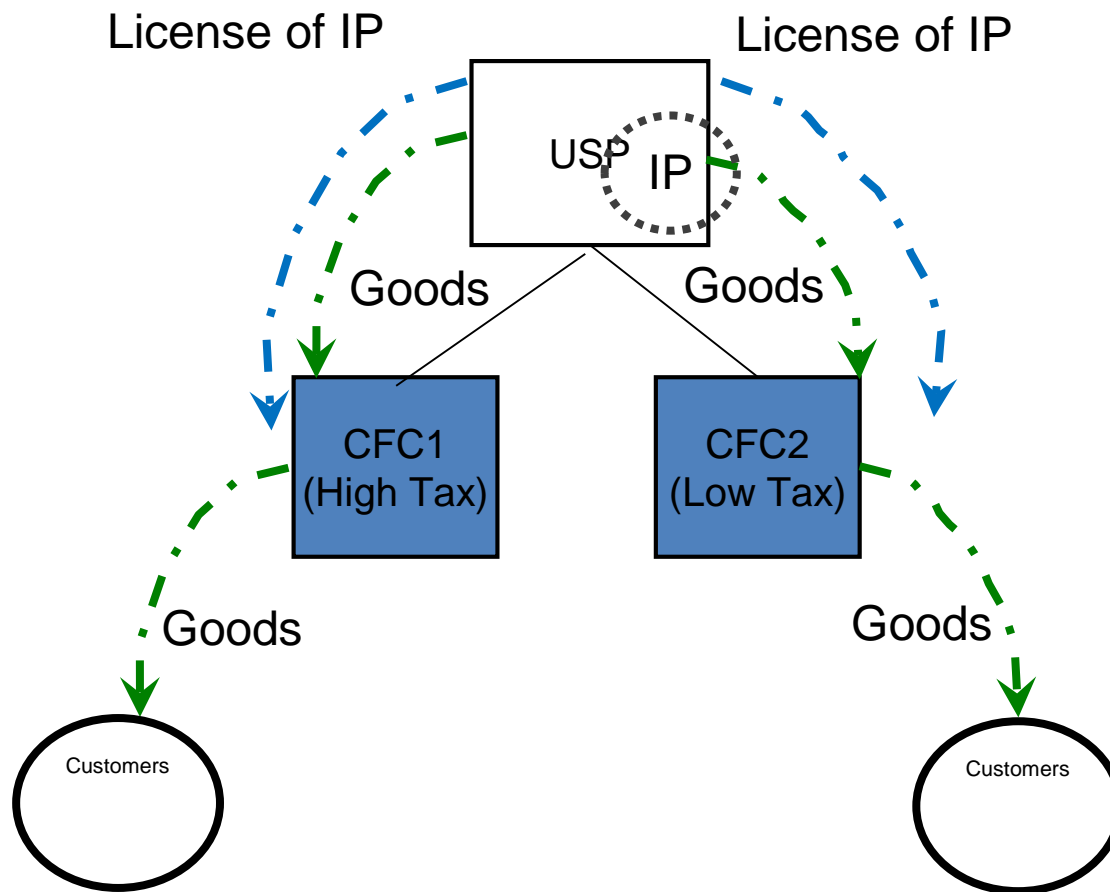 License of IP
License of IP
USP
IP
Goods
Goods
CFC1
(High Tax)
CFC2
(Low Tax)
Goods
Goods
Customers
Customers